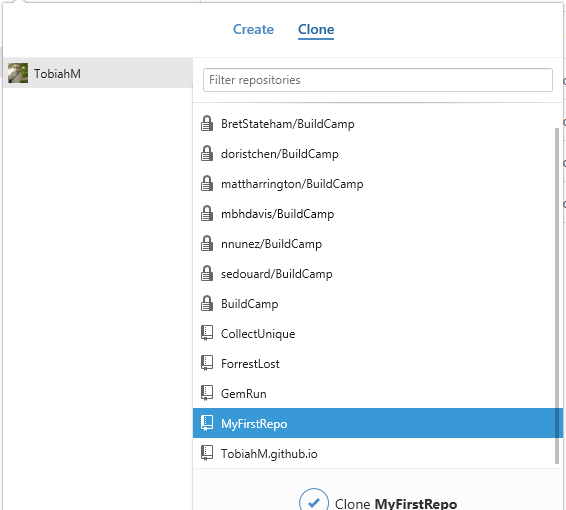 Create Clone
TobiahM
Filter repositories
BretStateham/BuildCamp
doristchen/BuildCamp
mattharrington/BuildCamp
mbhdavis/BuildCamp
nnunez/BuildCamp
sedouard/BuildCamp
BuildCamp
CollectUnique
ForrestLost
GemRun
MyFirstRepo
TobiahM.github.io
Clone MyFirstRepo